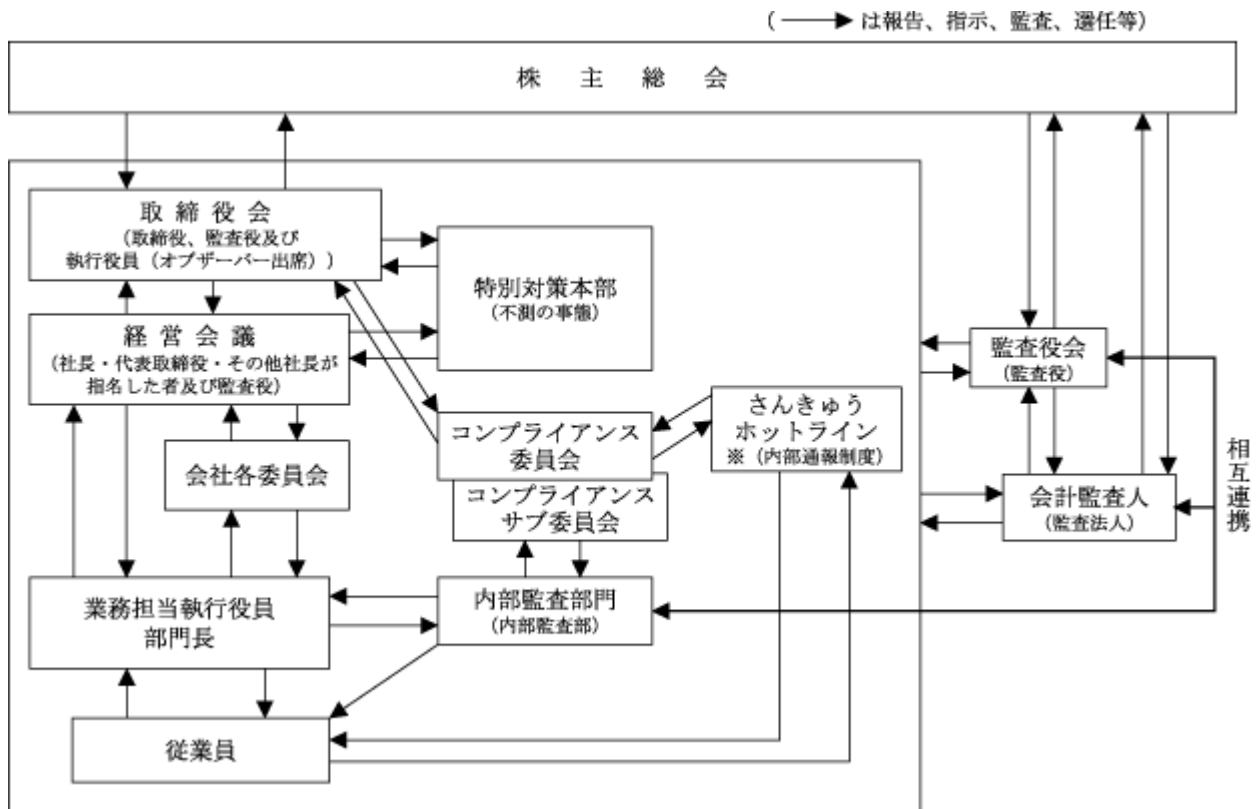 ( → は報告、指示、監査、選任等)
株主総会
取締役会
(取締役、監査役及び
執行役員(オブザーバー出席))
特別対策本部
(不測の事態)
経営会議
(社長・代表取締役・その他社長が
指名した者及び監査役)
監査役会
(監査役)
コンプライアンス
委員会
さんきゅう
ホットライン
※(内部通報制度)
会社各委員会
コンプライアンス
サブ委員会
会計監査人
(監査法人)
相互連携
業務担当執行役員
部門長
内部監査部門
(内部監査部)
従業員